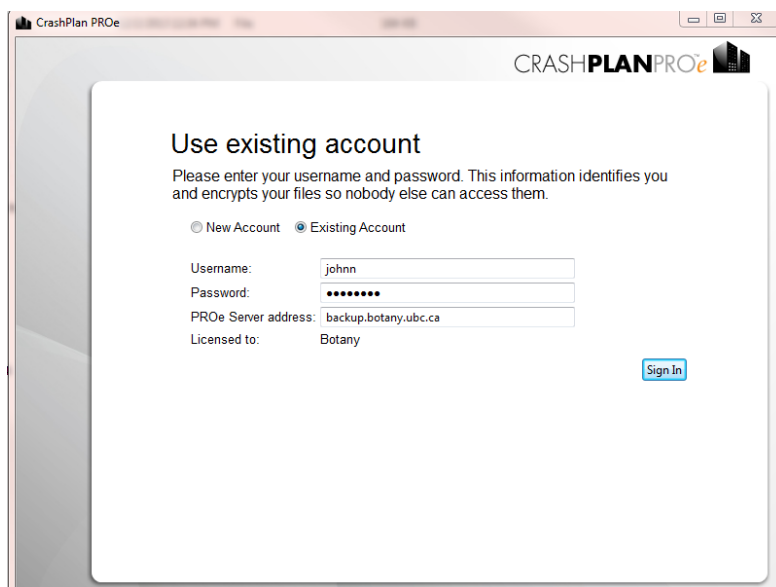 CrashPlan PROe
CRASHPLANPROe
Use existing account
Please enter your username and password. This information identifies you
and encrypts your files so nobody else can access them.
New Account Existing Account
Username: johnn
Password: ••••••••
PROe Server address: backup.botany.ubc.ca
Licensed to: Botany
Sign In